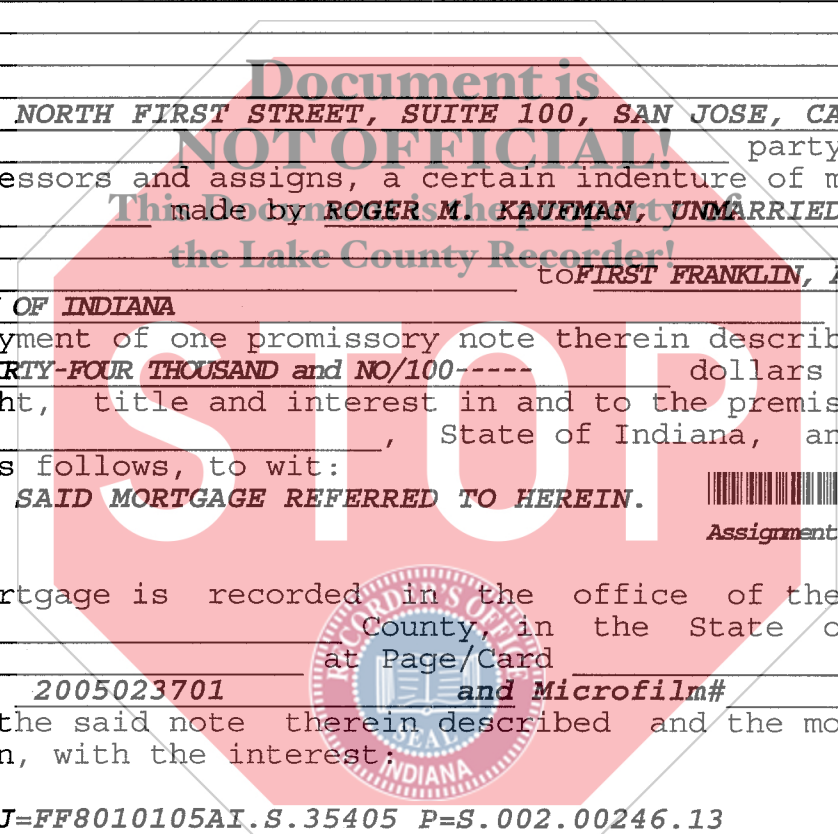 Document is
NORTH FIRST STREET, SUITE 100, SAN JOSE, CA
NOT OFFICIAL!
party
essors and assigns, a certain indenture of m
This Document is the property of
made by ROGER M. KAUFMAN, UNMARRIED
the Lake County Recorder!
toFIRST FRANKLIN, A
OF INDIANA
yment of one promissory note therein describ
RTY-FOUR THOUSAND and NO/100-----
dollars
ht, title and interest in and to the premis
, State of Indiana, an
s follows, to wit:
STOP
SAID MORTGAGE REFERRED TO HEREIN.
Assignment
rtgage is recorded in the office of the
County, in the State o
at Page/Card
RECORDER'S OFFICE
SEAL
INDIANA
2005023701 and Microfilm#
the said note therein described and the mo
n, with the interest:
J=FF8010105AI.S.35405 P=S.002.00246.13